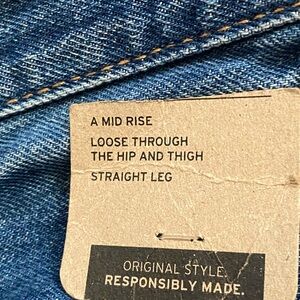 A MID RISE
LOOSE THROUGH
THE HIP AND THIGH
STRAIGHT LEG
ORIGINAL STYLE.
RESPONSIBLY MADE.